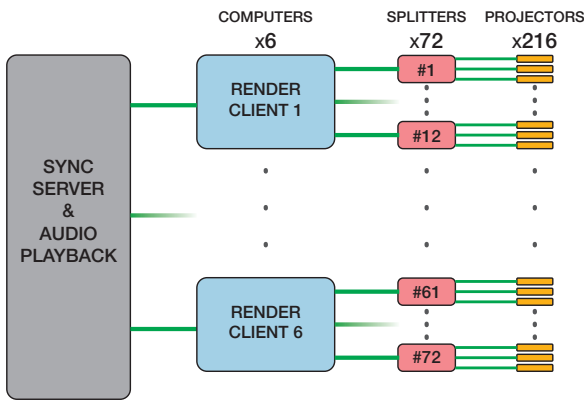 COMPUTERS
SPLITTERS
PROJECTORS
x6
x72
x216
SYNC
SERVER
&
AUDIO
PLAYBACK
RENDER
CLIENT 1
#1
#12
RENDER
CLIENT 6
#61
#72